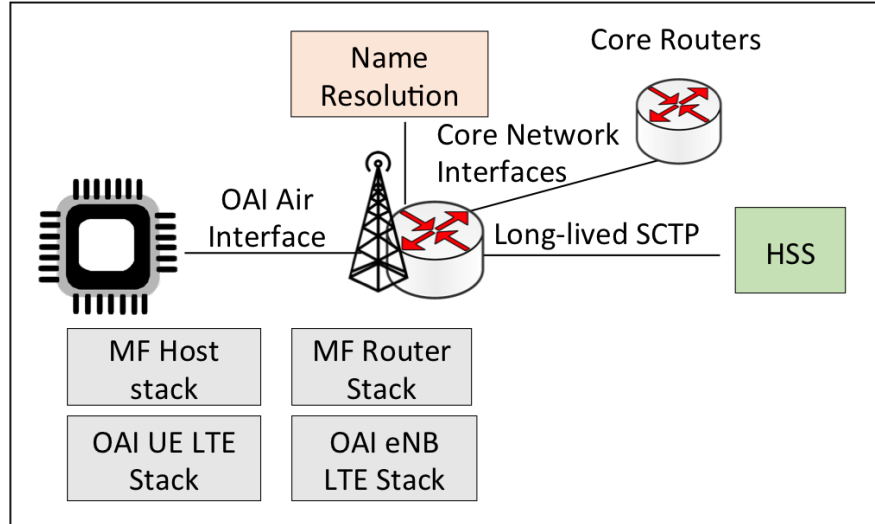 Name
Resolution
Core Routers
Core Network
Interfaces
OAI Air
Interface
Long-lived SCTP
HSS
MF Host
stack
MF Router
Stack
OAI UE LTE
Stack
OAI eNB
LTE Stack